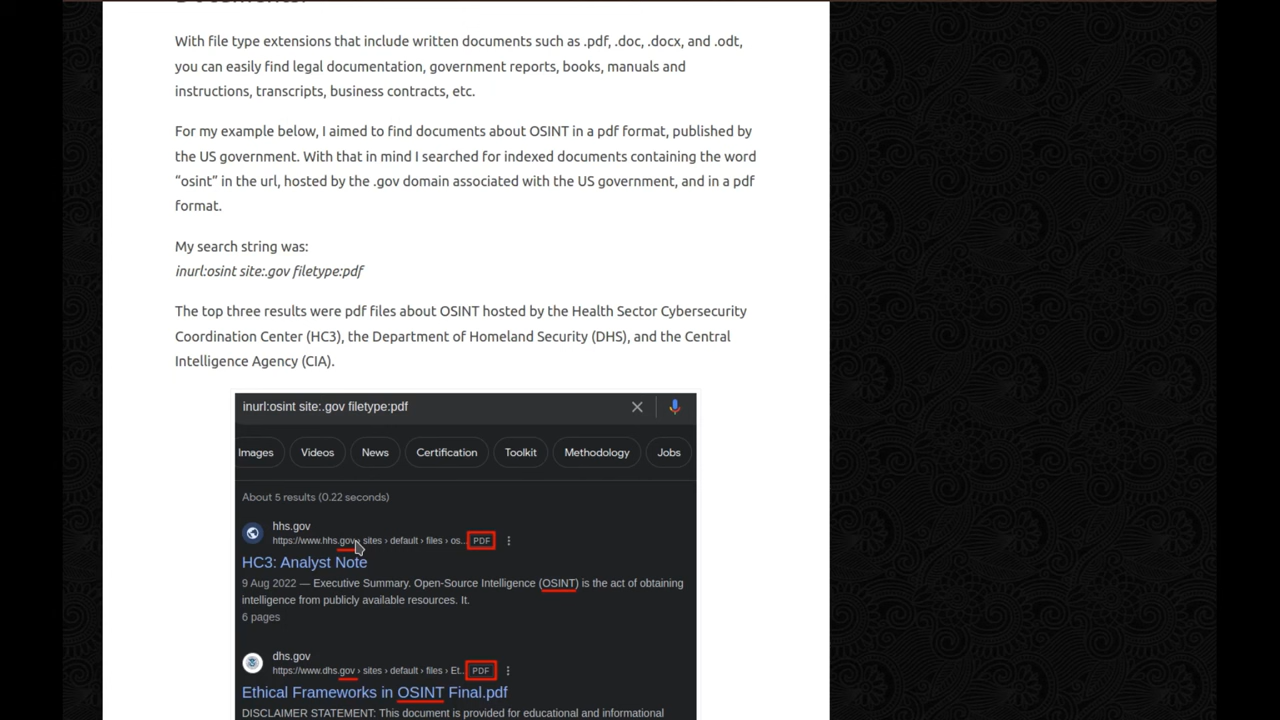 With file type extensions that include written documents such as .pdf, .doc, .docx, and .odt,
you can easily find legal documentation, government reports, books, manuals and
instructions, transcripts, business contracts, etc.
For my example below, I aimed to find documents about OSINT in a pdf format, published by
the US government. With that in mind I searched for indexed documents containing the word
“osint” in the url, hosted by the .gov domain associated with the US government, and in a pdf
format.
My search string was:
inurl:osint site:.gov filetype:pdf
The top three results were pdf files about OSINT hosted by the Health Sector Cybersecurity
Coordination Center (HC3), the Department of Homeland Security (DHS), and the Central
Intelligence Agency (CIA).
inurl:osint site:.gov filetype:pdf
Images Videos News Certification Toolkit Methodology Jobs
About 5 results (0.22 seconds)
hhs.gov
https://www.hhs.gov › sites › default › files › os... PDF
HC3: Analyst Note
9 Aug 2022 — Executive Summary. Open-Source Intelligence (OSINT) is the act of obtaining
intelligence from publicly available resources. It.
6 pages
dhs.gov
https://www.dhs.gov › sites › default › files › Et... PDF
Ethical Frameworks in OSINT Final.pdf
DISCLAIMER STATEMENT: This document is provided for educational and informational